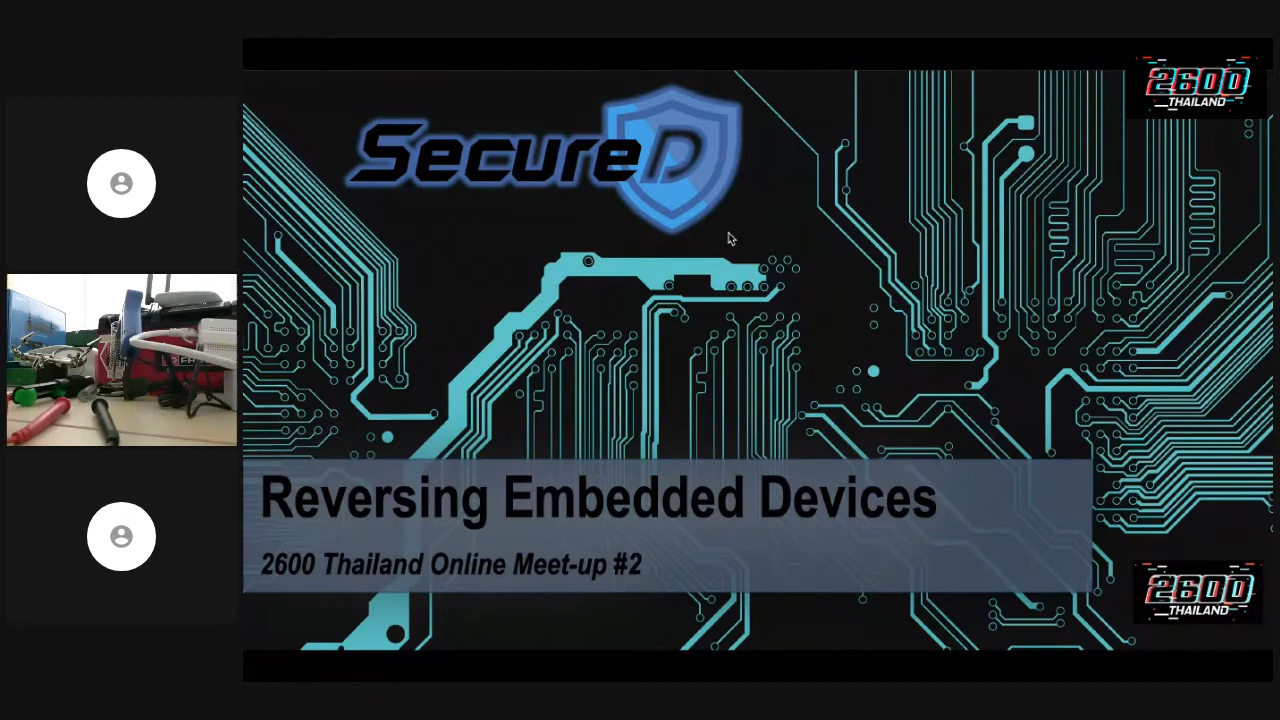 2600
THAILAND
SecureD
Reversing Embedded Devices
2600 Thailand Online Meet-up #2
2600
THAILAND